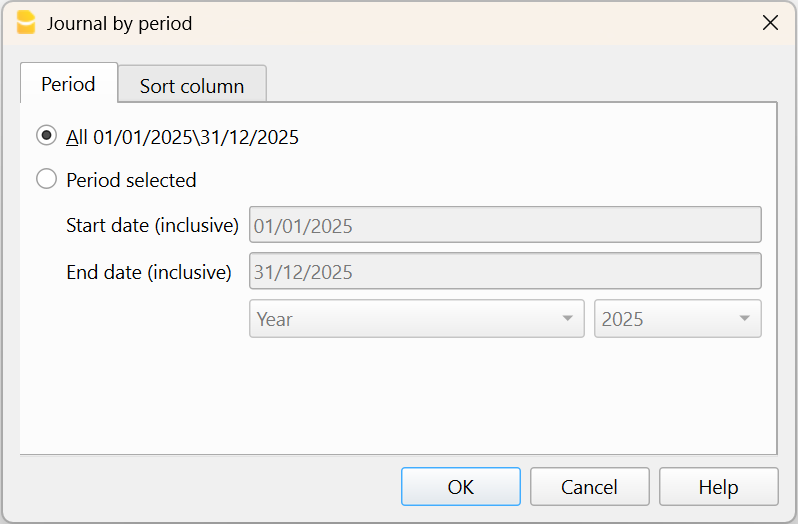 Journal by period
Period
Sort column
All 01/01/2025\31/12/2025
Period selected
Start date (inclusive) 01/01/2025
End date (inclusive) 31/12/2025
Year 2025
OK Cancel Help